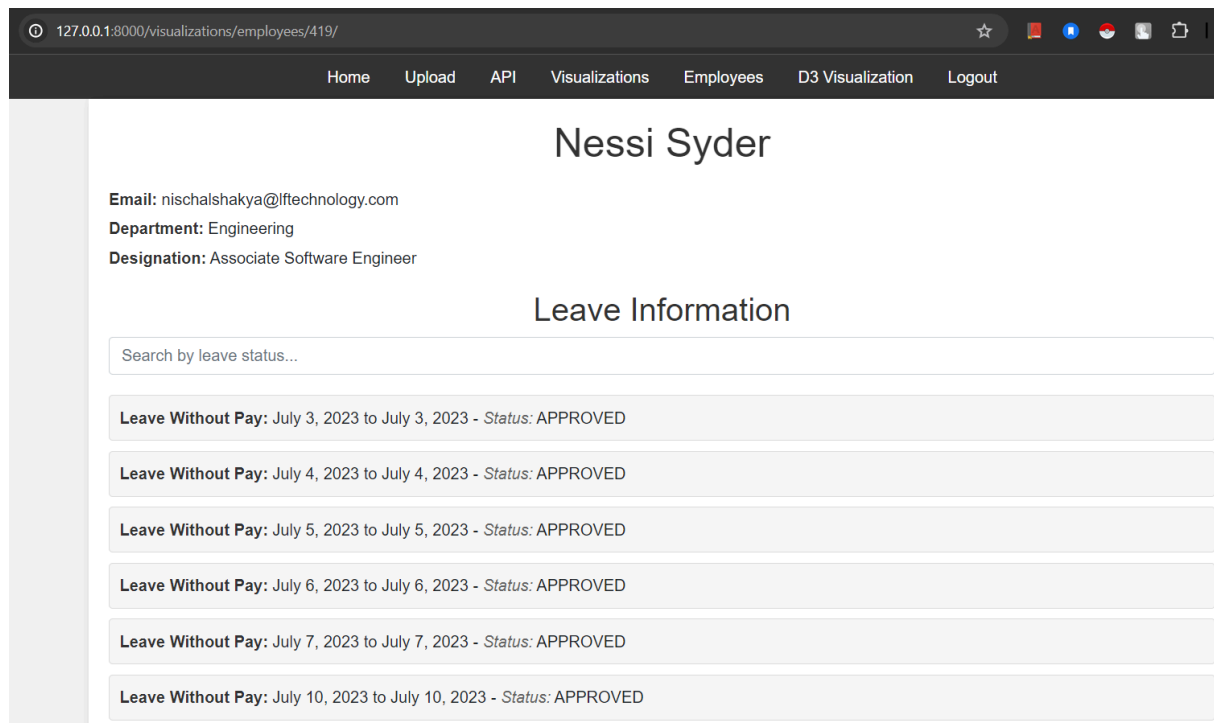 127.0.0.1:8000/visualizations/employees/419/
Home Upload API Visualizations Employees D3 Visualization Logout
Nessi Syder
Email: nischalshakya@lftechnology.com
Department: Engineering
Designation: Associate Software Engineer
Leave Information
Search by leave status...
Leave Without Pay: July 3, 2023 to July 3, 2023 - Status: APPROVED
Leave Without Pay: July 4, 2023 to July 4, 2023 - Status: APPROVED
Leave Without Pay: July 5, 2023 to July 5, 2023 - Status: APPROVED
Leave Without Pay: July 6, 2023 to July 6, 2023 - Status: APPROVED
Leave Without Pay: July 7, 2023 to July 7, 2023 - Status: APPROVED
Leave Without Pay: July 10, 2023 to July 10, 2023 - Status: APPROVED